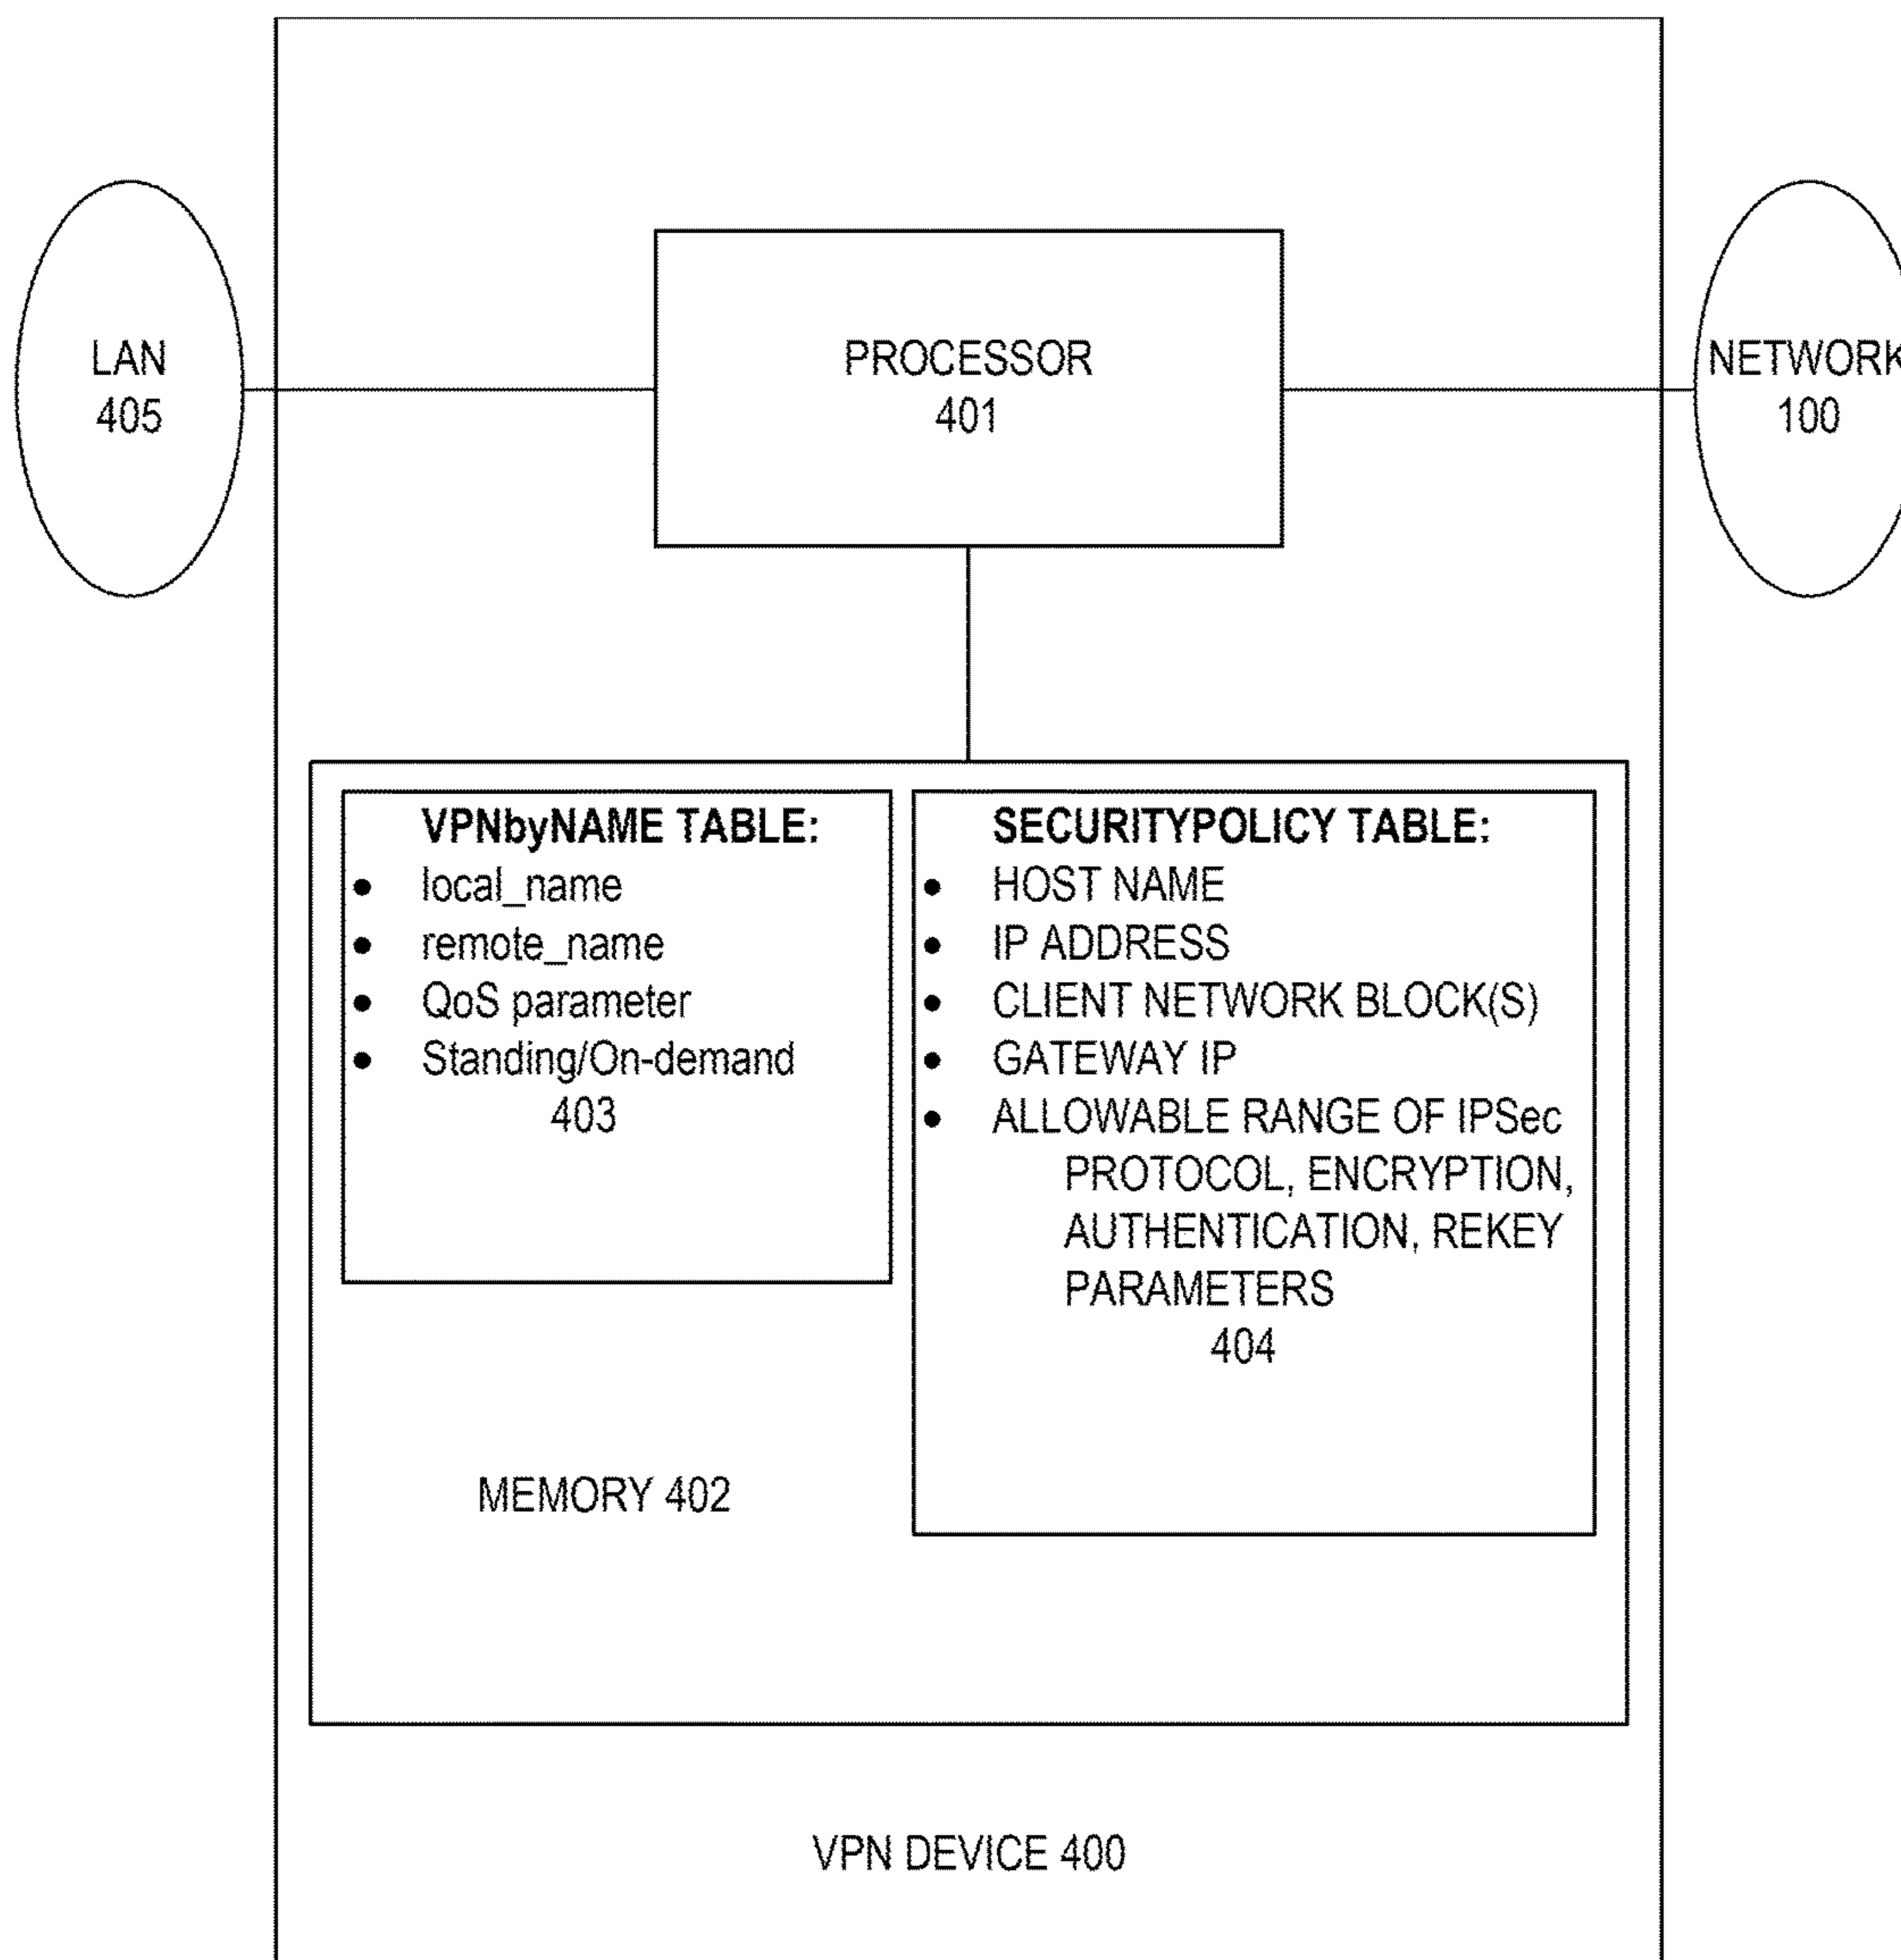 LAN
405
PROCESSOR
401
NETWORK
100
VPNbyNAME TABLE:
● local_name
● remote_name
● QoS parameter
● Standing/On-demand
403
SECURITYPOLICY TABLE:
● HOST NAME
● IP ADDRESS
● CLIENT NETWORK BLOCK(S)
● GATEWAY IP
● ALLOWABLE RANGE OF IPSec
PROTOCOL, ENCRYPTION,
AUTHENTICATION, REKEY
PARAMETERS
404
MEMORY 402
VPN DEVICE 400